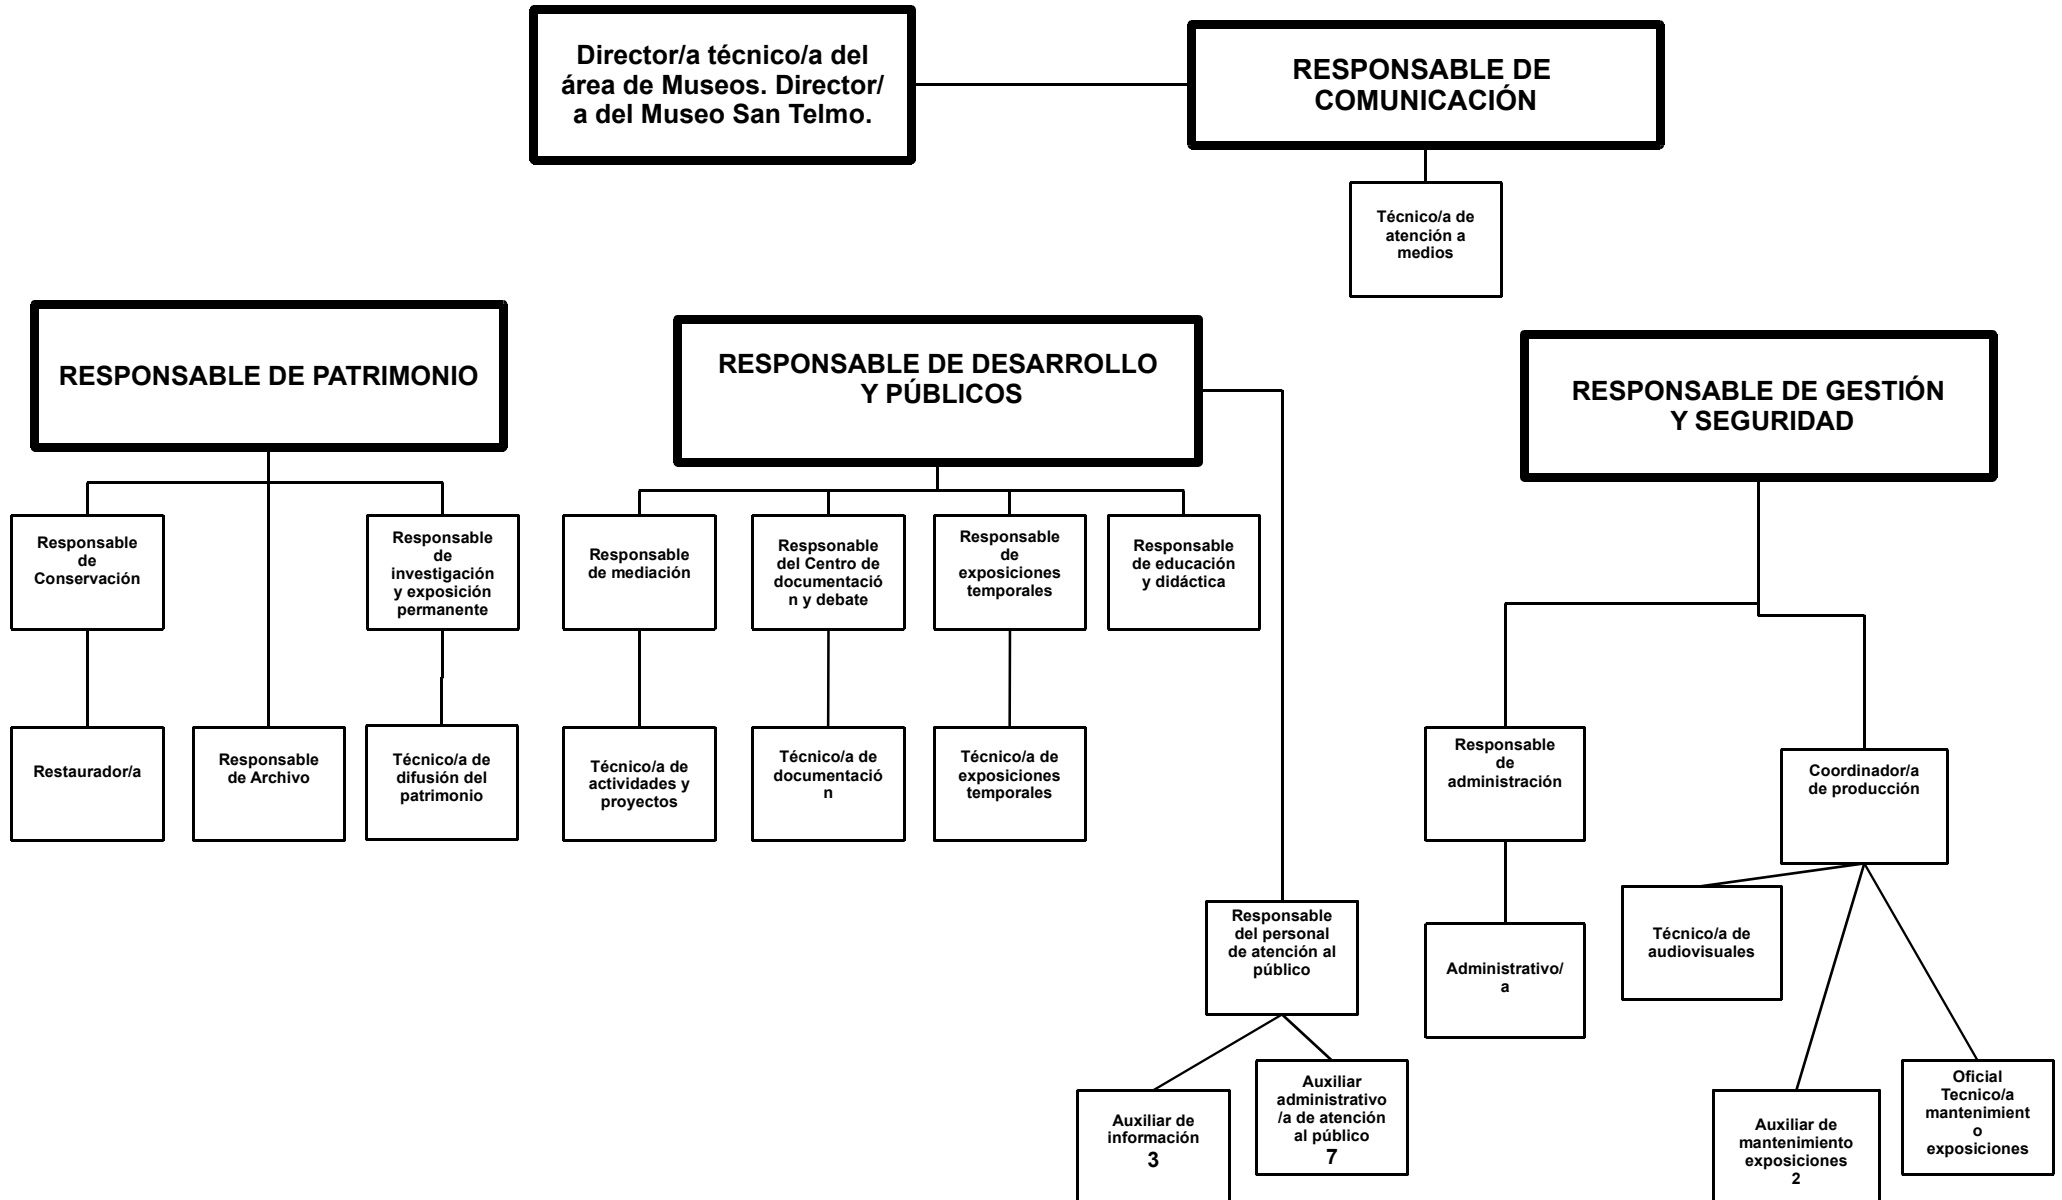 Director/a técnico/a del
área de Museos. Director/
a del Museo San Telmo.
RESPONSABLE DE
COMUNICACIÓN
Técnico/a de
atención a
medios
RESPONSABLE DE PATRIMONIO
RESPONSABLE DE DESARROLLO
Y PÚBLICOS
RESPONSABLE DE GESTIÓN
Y SEGURIDAD
Responsable
de
Conservación
Responsable
de
investigación
y exposición
permanente
Responsable
de mediación
Respsonable
del Centro de
documentació
n y debate
Responsable
de
exposiciones
temporales
Responsable
de educación
y didáctica
Restaurador/a
Responsable
de Archivo
Técnico/a de
difusión del
patrimonio
Técnico/a de
actividades y
proyectos
Técnico/a de
documentació
n
Técnico/a de
exposiciones
temporales
Responsable
de
administración
Coordinador/a
de producción
Responsable
del personal
de atención al
público
Administrativo/
a
Técnico/a de
audiovisuales
Auxiliar de
información
3
Auxiliar
administrativo
/a de atención
al público
7
Auxiliar de
mantenimiento
exposiciones
2
Oficial
Tecnico/a
mantenimient
o
exposiciones